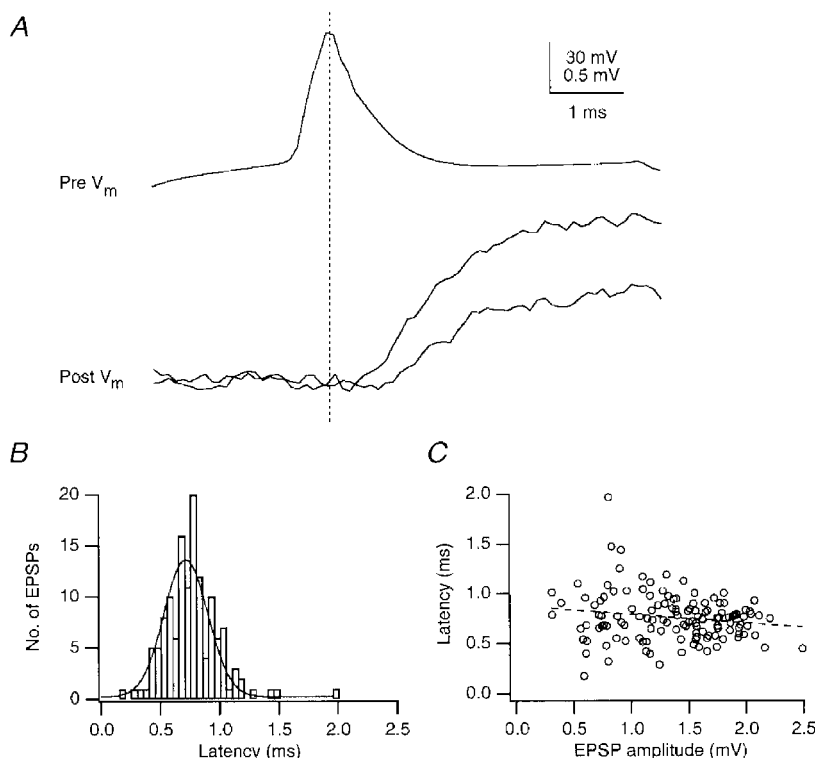 A
30 mV
0.5 mV
1 ms
Pre Vm
Post Vm
B
C
20
15
10
5
0
No. of EPSPs
0.0 0.5 1.0 1.5 2.0
Latency (ms)
2.0
1.5
1.0
0.5
0.0
Latency (ms)
0.0 0.5 1.0 1.5 2.0 2.5
EPSP amplitude (mV)